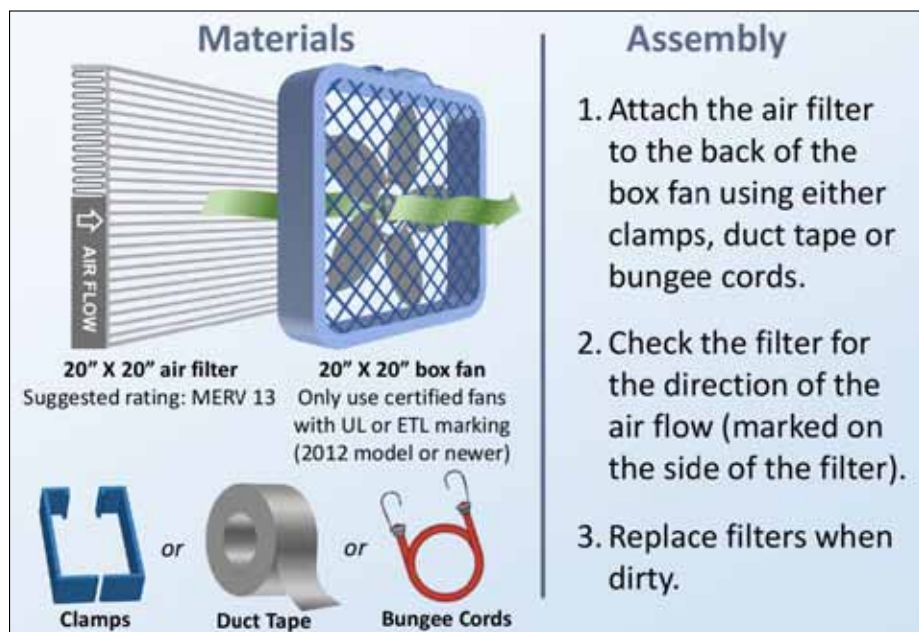 Materials
AIR FLOW
20” X 20” air filter
Suggested rating: MERV 13
20” X 20” box fan
Only use certified fans
with UL or ETL marking
(2012 model or newer)
or
or
Clamps
Duct Tape
Bungee Cords
Assembly
1. Attach the air filter
to the back of the
box fan using either
clamps, duct tape or
bungee cords.
2. Check the filter for
the direction of the
air flow (marked on
the side of the filter).
3. Replace filters when
dirty.